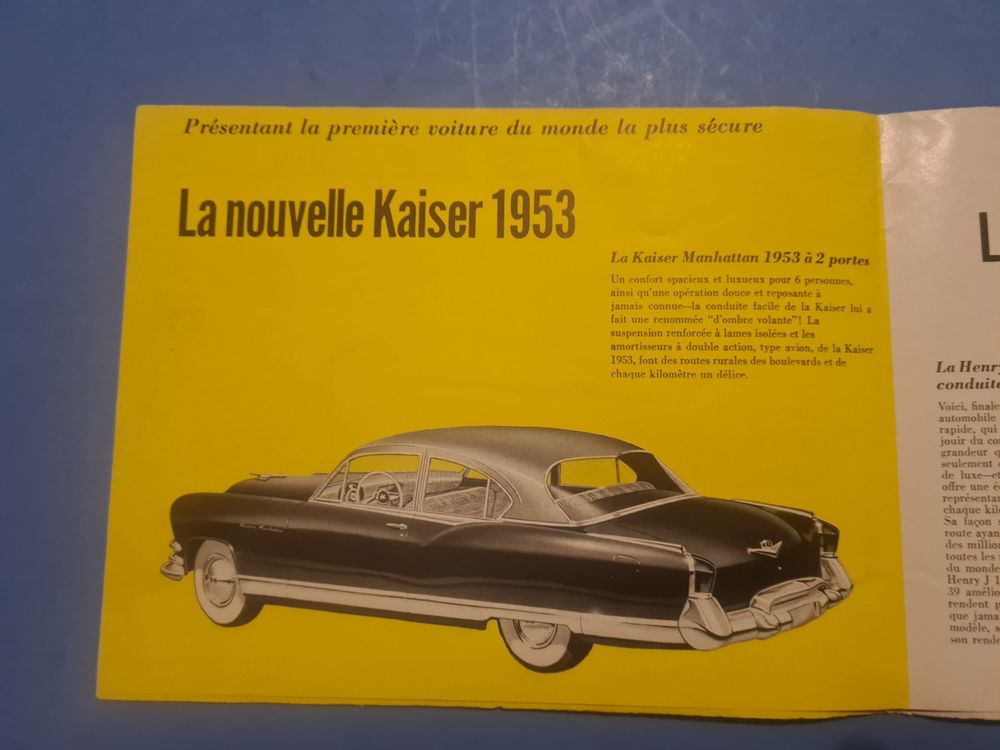 Présentant la première voiture du monde la plus sécure
La nouvelle Kaiser 1953
La Kaiser Manhattan 1953 à 2 portes
Un confort spacieux et luxueux pour 6 personnes,
ainsi qu'une opération douce et reposante à
jamais connue—la conduite facile de la Kaiser lui a
fait une renommée "d'ombre volante"! La
suspension renforcée à lames isolées et les
amortisseurs à double action, type avion, de la Kaiser
1953, font des routes rurales des boulevards et de
chaque kilomètre un délice.
L
La Henry
conduite
Voici, finale
automobile
rapide, qui
jouir du co
grandeur q
seulement
de luxe—et
offre une é
représentan
chaque kilo
Sa façon s
route ayan
des million
toutes les
du monde
Henry J 1
39 amélio
rendent p
que jama
modèle, s
son rende